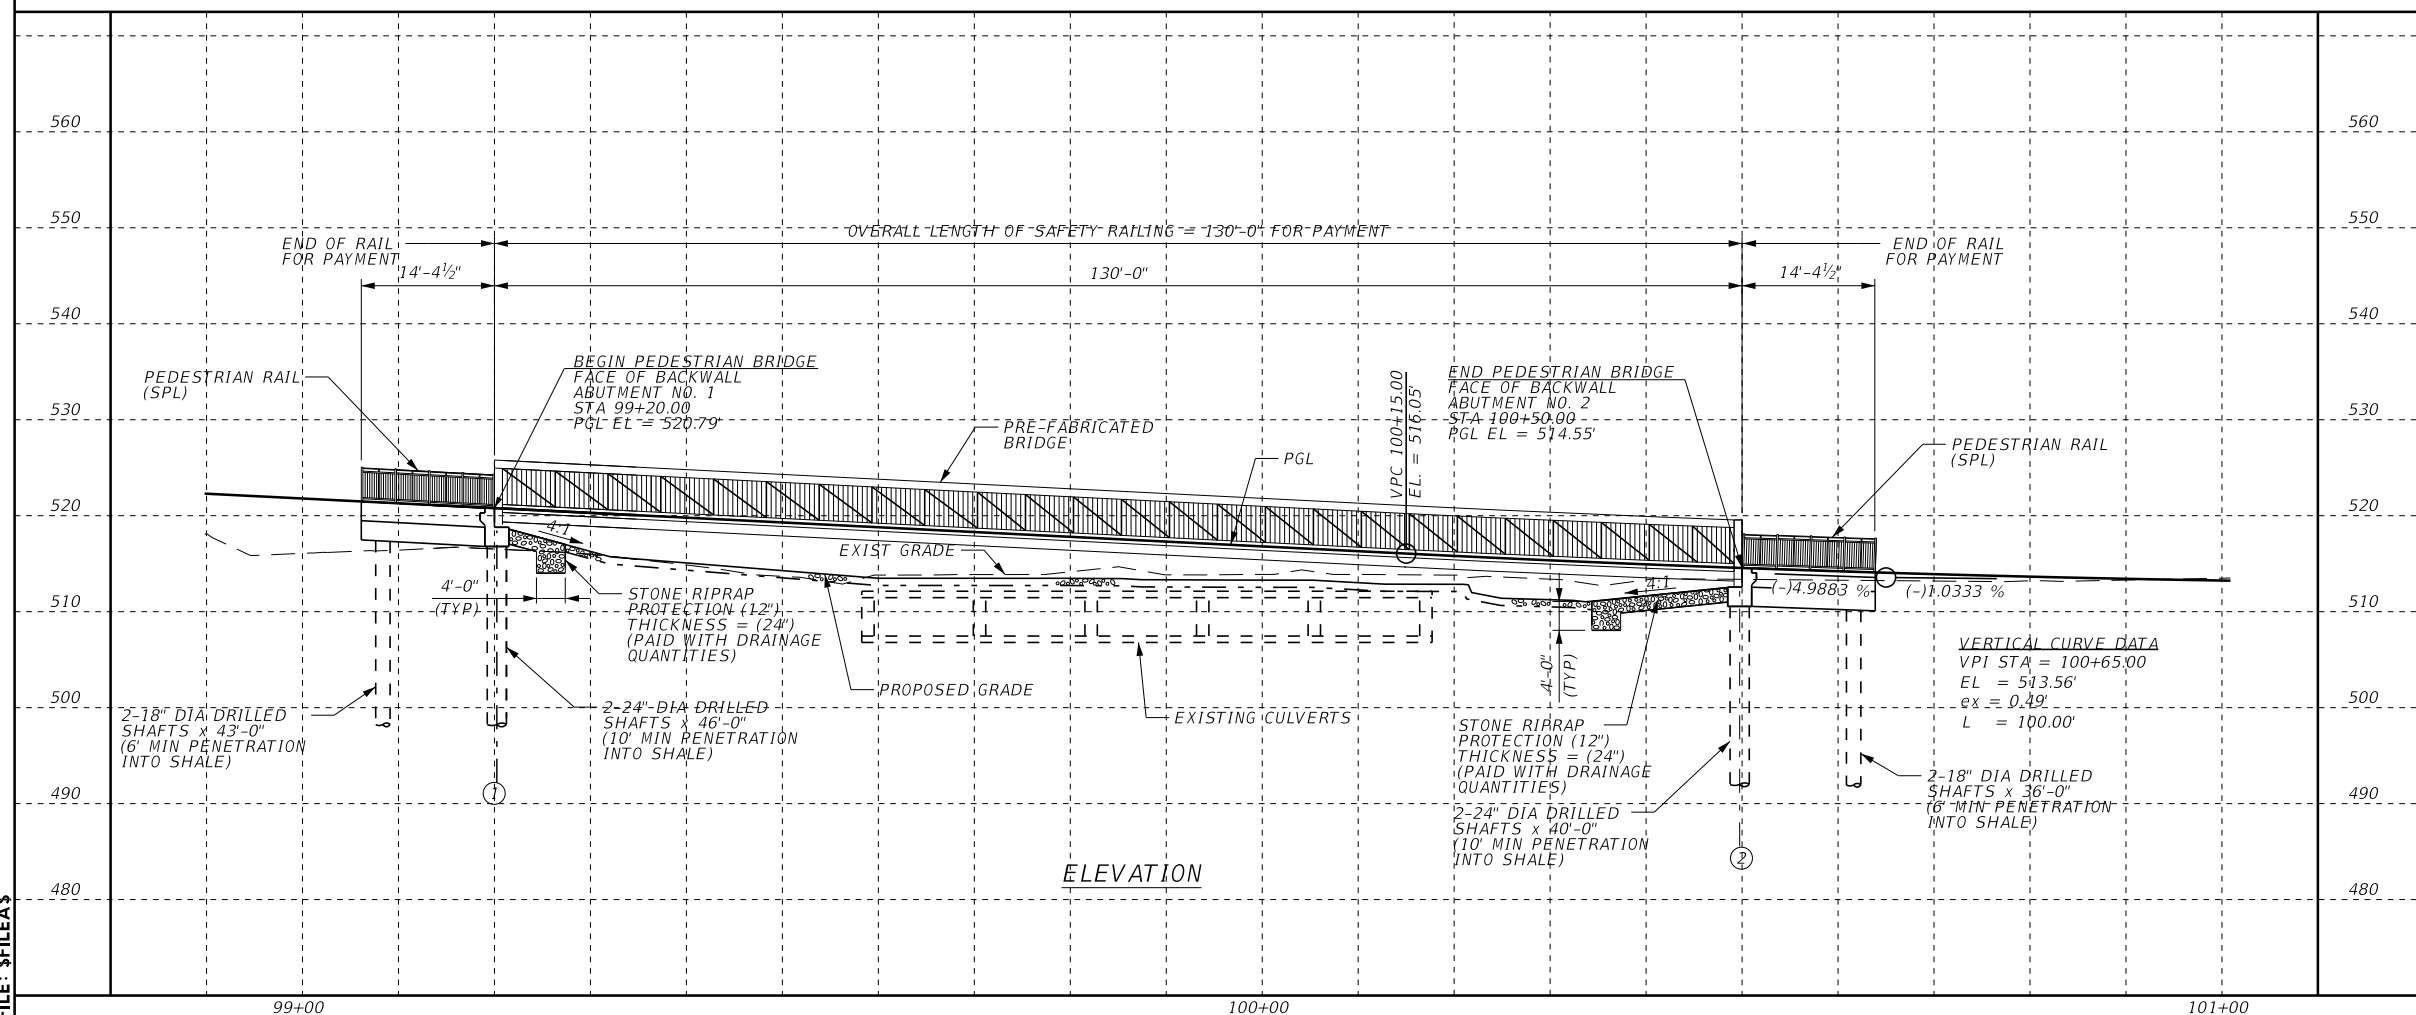 560
560
550
550
OVERALL LENGTH OF SAFETY RAILING = 130'-0" FOR PAYMENT
END OF RAIL
FOR PAYMENT
END OF RAIL
FOR PAYMENT
14'-4½"
130'-0"
14'-4½"
540
540
PEDESTRIAN RAIL
(SPL)
BEGIN PEDESTRIAN BRIDGE
FACE OF BACKWALL
ABUTMENT NO. 1
STA 99+20.00
PGL EL = 520.79'
PRE-FABRICATED
BRIDGE
PGL
VPC 100+15.00
EL. = 516.05'
END PEDESTRIAN BRIDGE
FACE OF BACKWALL
ABUTMENT NO. 2
STA 100+50.00
PGL EL = 514.55'
PEDESTRIAN RAIL
(SPL)
530
530
520
520
4:1
EXIST GRADE
4:1
(-)4.9883 %
(-)1.0333 %
510
510
4'-0"
(TYP)
STONE RIPRAP
PROTECTION (12")
THICKNESS = (24")
(PAID WITH DRAINAGE
QUANTITIES)
PROPOSED GRADE
EXISTING CULVERTS
4'-0"
(TYP)
VERTICAL CURVE DATA
VPI STA = 100+65.00
EL = 513.56'
ex = 0.49'
L = 100.00'
500
500
2-18" DIA DRILLED
SHAFTS x 43'-0"
(6' MIN PENETRATION
INTO SHALE)
2-24" DIA DRILLED
SHAFTS x 46'-0"
(10' MIN PENETRATION
INTO SHALE)
STONE RIPRAP
PROTECTION (12")
THICKNESS = (24")
(PAID WITH DRAINAGE
QUANTITIES)
2-24" DIA DRILLED
SHAFTS x 40'-0"
(10' MIN PENETRATION
INTO SHALE)
2-18" DIA DRILLED
SHAFTS x 36'-0"
(6' MIN PENETRATION
INTO SHALE)
490
490
1
2
ELEVATION
480
480
FILE: $FILEA$
99+00
100+00
101+00